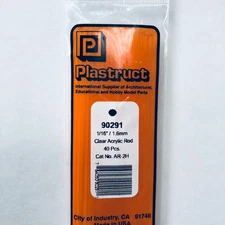 P
Plastruct
International Supplier of Architectural,
Educational and Hobby Model Parts
90291
1/16" / 1.6mm
Clear Acrylic Rod
40 Pcs.
Cat No. AR-2H
City of Industry, CA 91748
Made in USA